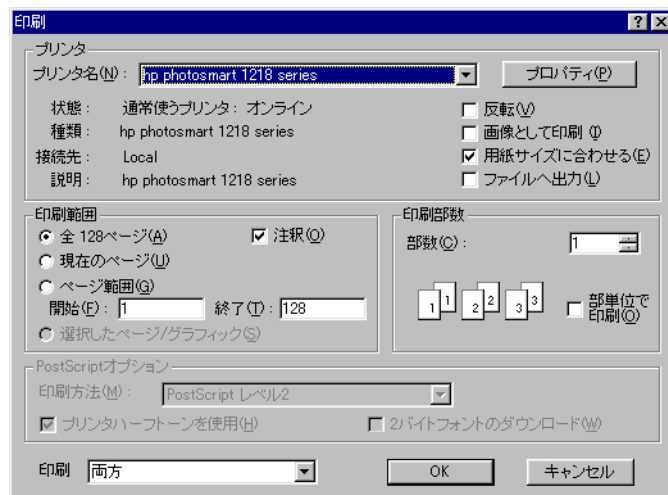 印刷
プリンタ
プリンタ名(N): hp photosmart 1218 series プロパティ(P)
状態: 通常使うプリンタ: オンライン 反転(V)
種類: hp photosmart 1218 series 画像として印刷(I)
接続先: Local 用紙サイズに合わせる(E)
説明: hp photosmart 1218 series ファイルへ出力(L)
印刷範囲 印刷部数
全 128ページ(A) 注釈(O) 部数(C): 1
現在のページ(U)
ページ範囲(G)
開始(F): 1 終了(T): 128
1 1 2 2 3 3
部単位で
印刷(O)
選択したページ/グラフィック(S)
PostScriptオプション
印刷方法(M): PostScript レベル2
プリンタハーフトーンを使用(H) 2バイトフォントのダウンロード(W)
印刷 両方 OK キャンセル